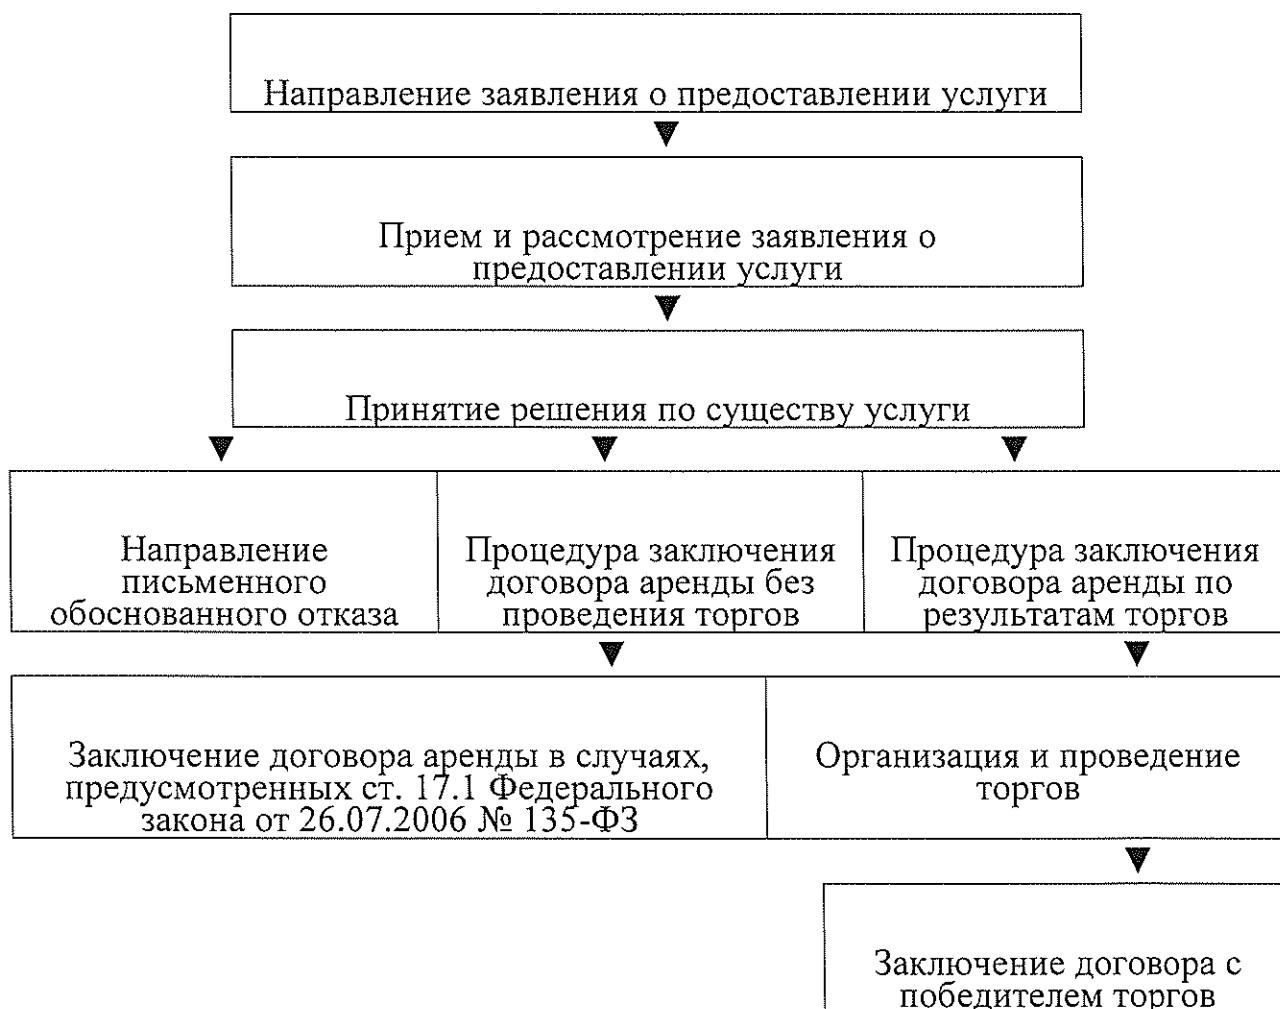 Направление заявления о предоставлении услуги
Прием и рассмотрение заявления о
предоставлении услуги
Принятие решения по существу услуги
Направление
письменного
обоснованного отказа
Процедура заключения
договора аренды без
проведения торгов
Процедура заключения
договора аренды по
результатам торгов
Заключение договора аренды в случаях,
предусмотренных ст. 17.1 Федерального
закона от 26.07.2006 № 135-ФЗ
Организация и проведение
торгов
Заключение договора с
победителем торгов